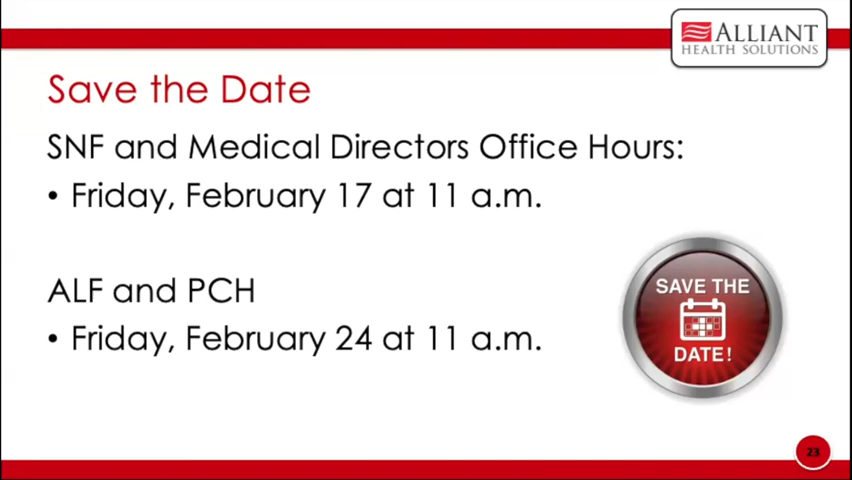 ALLIANT
HEALTH SOLUTIONS
Save the Date
SNF and Medical Directors Office Hours:
• Friday, February 17 at 11 a.m.
ALF and PCH
• Friday, February 24 at 11 a.m.
SAVE THE
DATE!
23